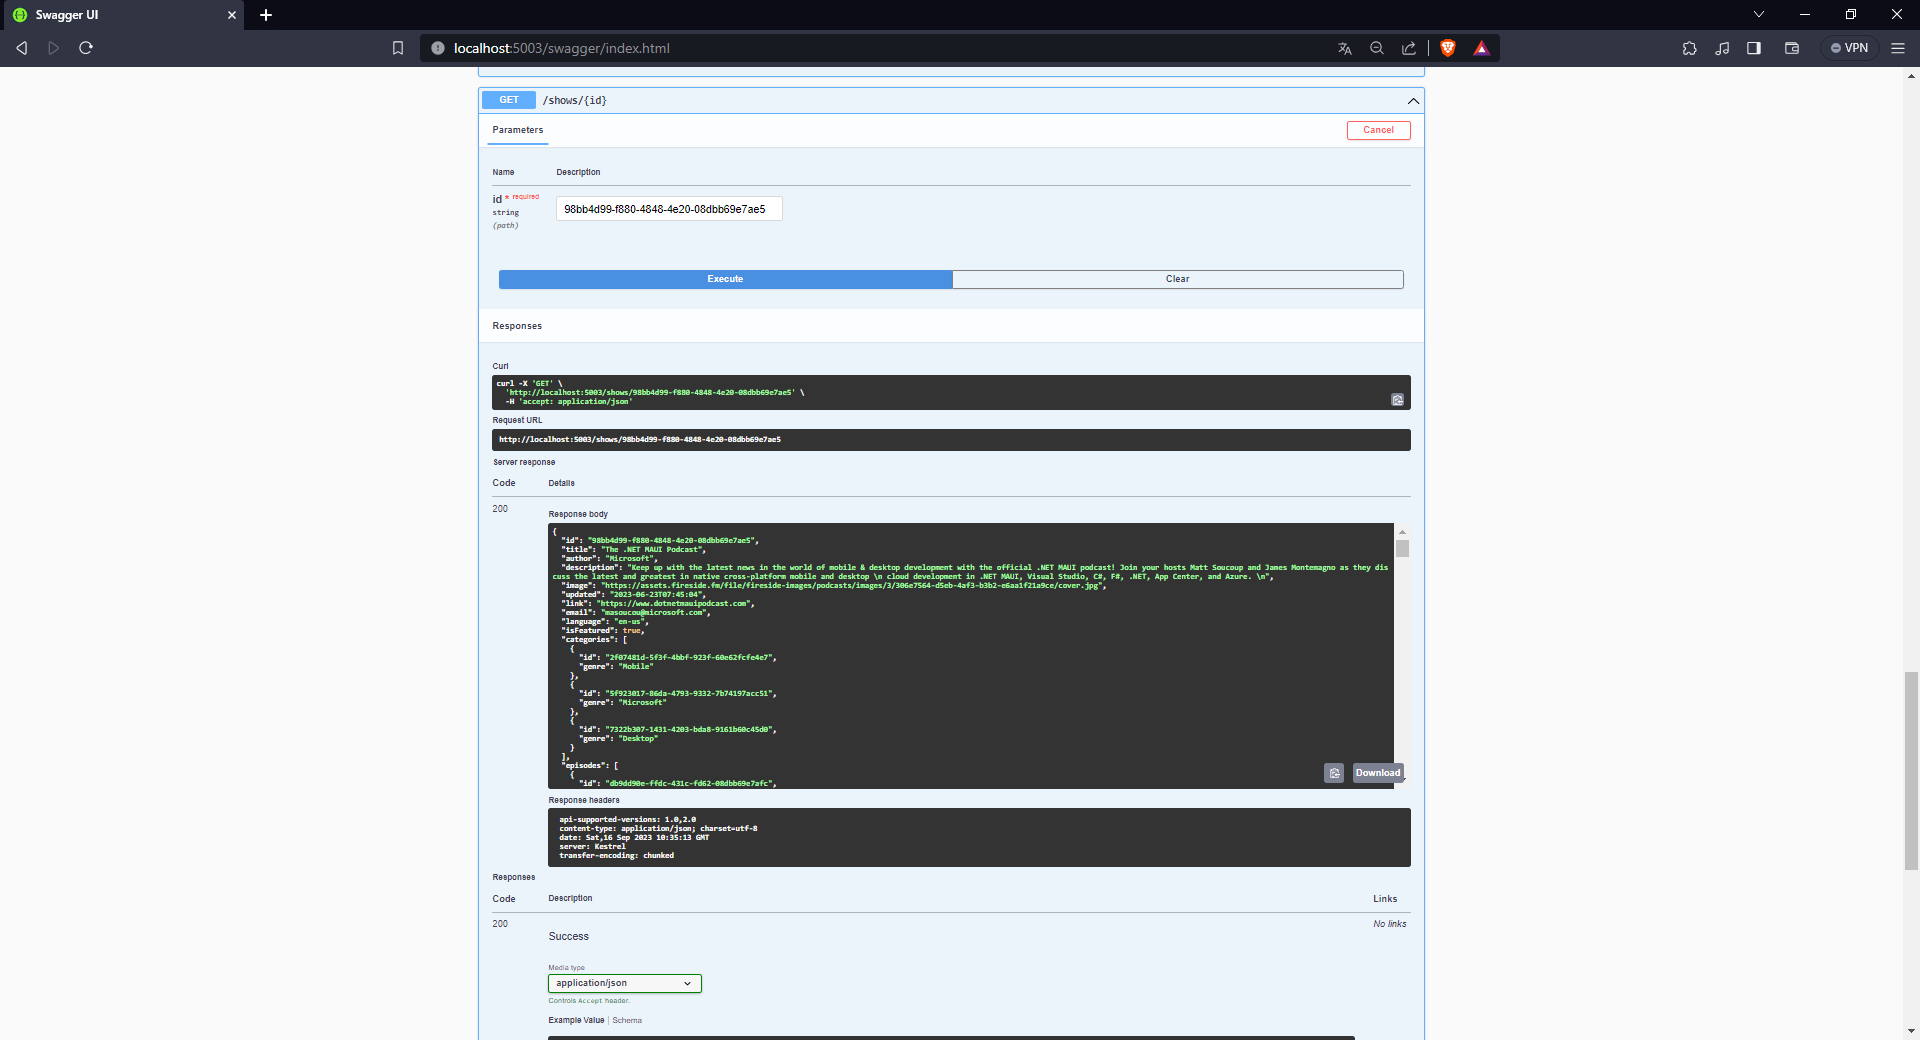 Swagger UI
localhost:5003/swagger/index.html
VPN
GET /shows/{id}
Parameters
Cancel
Name Description
id * required
string
(path)
98bb4d99-f880-4848-4e20-08dbb69e7ae5
Execute Clear
Responses
Curl
curl -X 'GET' \
'http://localhost:5003/shows/98bb4d99-f880-4848-4e20-08dbb69e7ae5' \
-H 'accept: application/json'
Request URL
http://localhost:5003/shows/98bb4d99-f880-4848-4e20-08dbb69e7ae5
Server response
Code Details
200
Response body
{
"id": "98bb4d99-f880-4848-4e20-08dbb69e7ae5",
"title": "The .NET MAUI Podcast",
"author": "Microsoft",
"description": "Keep up with the latest news in the world of mobile & desktop development with the official .NET MAUI podcast! Join your hosts Matt Soucoup and James Montemagno as they dis
cuss the latest and greatest in native cross-platform mobile and desktop \n cloud development in .NET MAUI, Visual Studio, C#, F#, .NET, App Center, and Azure. \n",
"image": "https://assets.fireside.fm/file/fireside-images/podcasts/images/3/306e7564-d5eb-4af3-b3b2-e6aa1f21a9ce/cover.jpg",
"updated": "2023-06-23T07:45:04",
"link": "https://www.dotnetmauipodcast.com",
"email": "masoucou@microsoft.com",
"language": "en-us",
"isFeatured": true,
"categories": [
{
"id": "2f07481d-5f3f-4bbf-923f-60e62fcfe4e7",
"genre": "Mobile"
},
{
"id": "5f923017-86da-4793-9332-7b74197acc51",
"genre": "Microsoft"
},
{
"id": "7322b307-1431-4203-bda8-9161b60c45d0",
"genre": "Desktop"
}
],
"episodes": [
{
"id": "db9dd90e-ffdc-431c-fd62-08dbb69e7afc",
Download
Response headers
api-supported-versions: 1.0,2.0
content-type: application/json; charset=utf-8
date: Sat,16 Sep 2023 10:35:13 GMT
server: Kestrel
transfer-encoding: chunked
Responses
Code Description Links
200 No links
Success
Media type
application/json
Controls Accept header.
Example Value | Schema